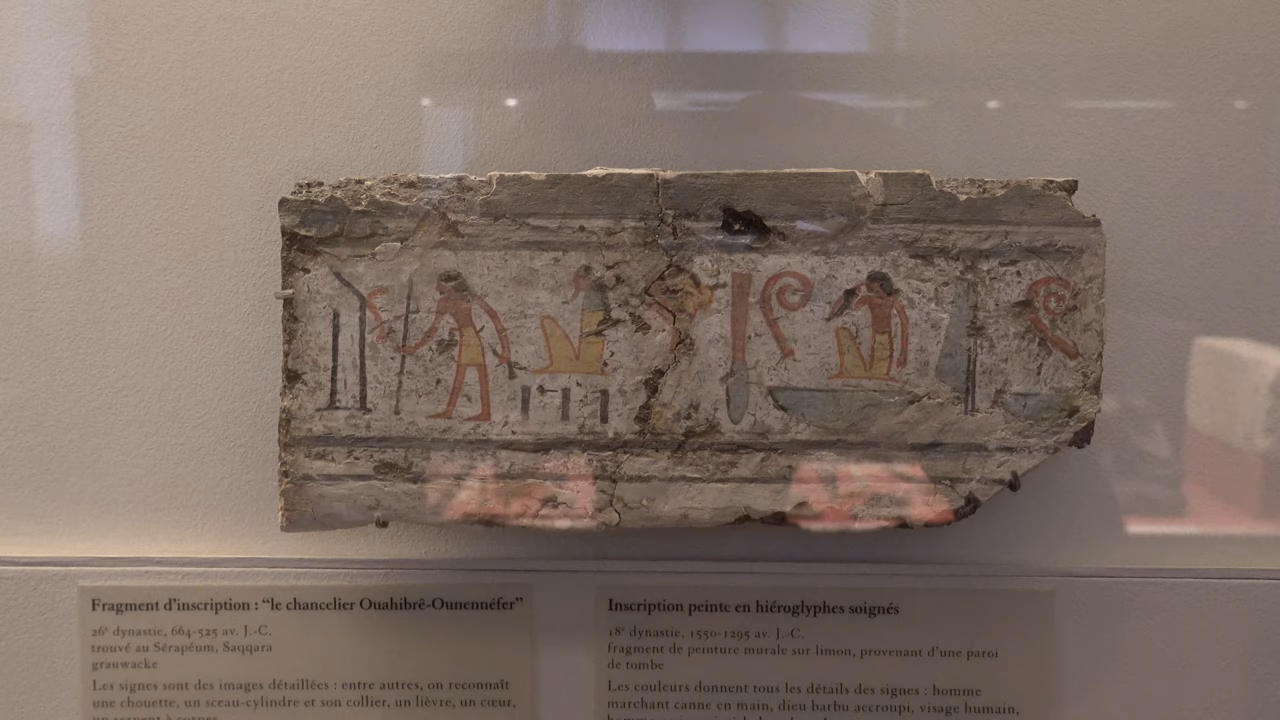 Fragment d'inscription : "le chancelier Ouahibrê-Ounennéfer"
26e dynastie, 664-525 av. J.-C.
trouvé au Sérapéum, Saqqara
grauwacke
Les signes sont des images détaillées : entre autres, on reconnaît
une chouette, un sceau-cylindre et son collier, un lièvre, un cœur,
un serpent à cornes
Inscription peinte en hiéroglyphes soignés
18e dynastie, 1550-1295 av. J.-C.
fragment de peinture murale sur limon, provenant d'une paroi
de tombe
Les couleurs donnent tous les détails des signes : homme
marchant canne en main, dieu barbu accroupi, visage humain,